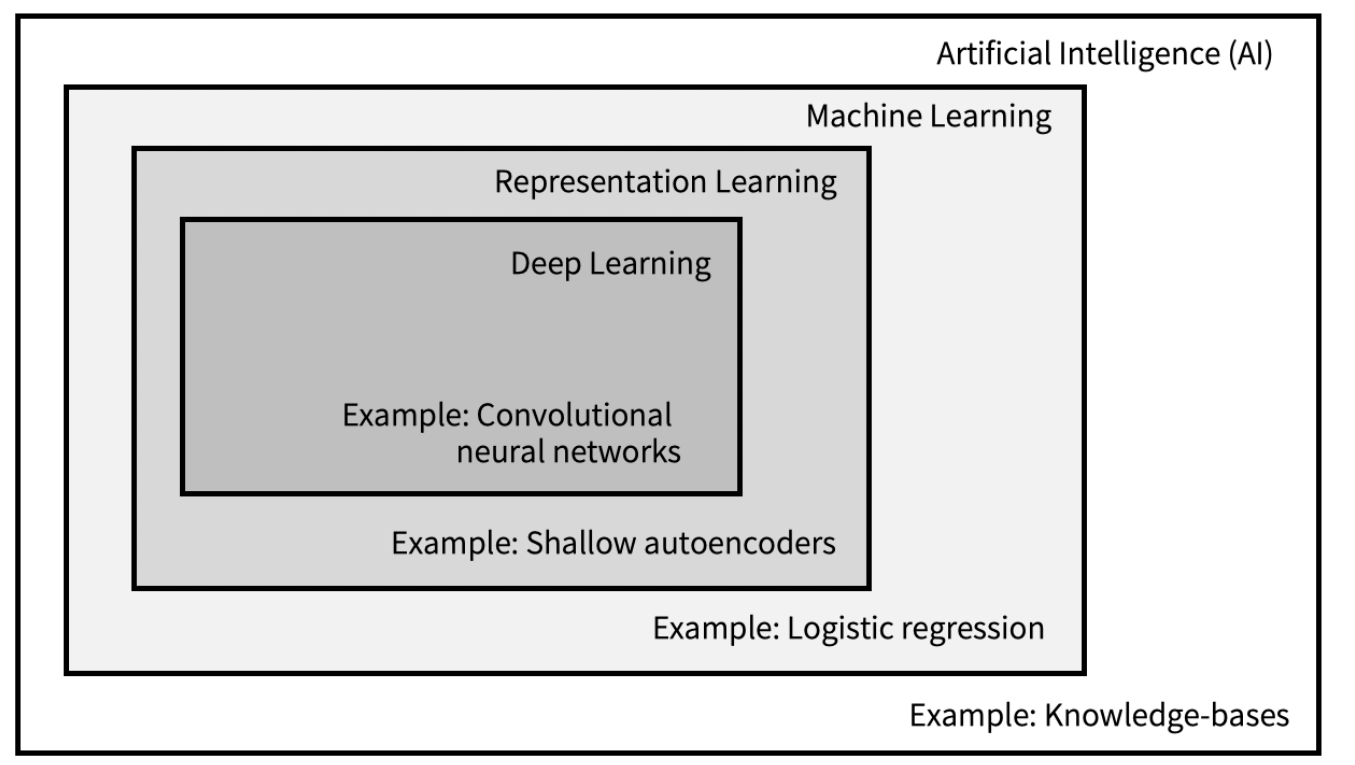 Artificial Intelligence (AI)
Machine Learning
Representation Learning
Deep Learning
Example: Convolutional
neural networks
Example: Shallow autoencoders
Example: Logistic regression
Example: Knowledge-bases